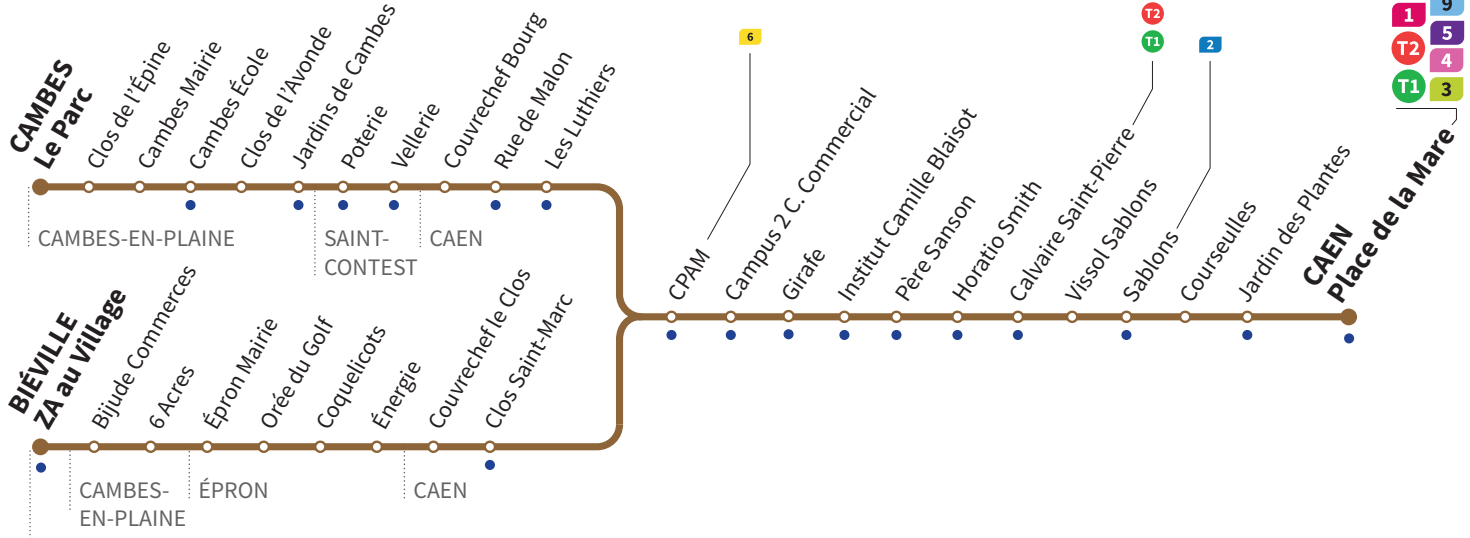 CAMBES
Le Parc
Clos de l'Épine
Cambes Mairie
Cambes École
Clos de l'Avonde
Jardins de Cambes
Poterie
Vellerie
Couvrechef Bourg
Rue de Malon
Les Luthiers
CAMBES-EN-PLAINE
SAINT-
CONTEST
CAEN
BIÉVILLE
ZA au Village
Bijude Commerces
6 Acres
Épron Mairie
Orée du Golf
Coquelicots
Énergie
Couvrechef le Clos
Clos Saint-Marc
CAMBES-
EN-PLAINE
ÉPRON
CAEN
6
CPAM
Campus 2 C. Commercial
Girafe
Institut Camille Blaisot
Père Sanson
Horatio Smith
T2
T1
Calvaire Saint-Pierre
Vissol Sablons
2
Sablons
Courseulles
Jardin des Plantes
CAEN
Place de la Mare
1
9
T2
5
4
T1
3